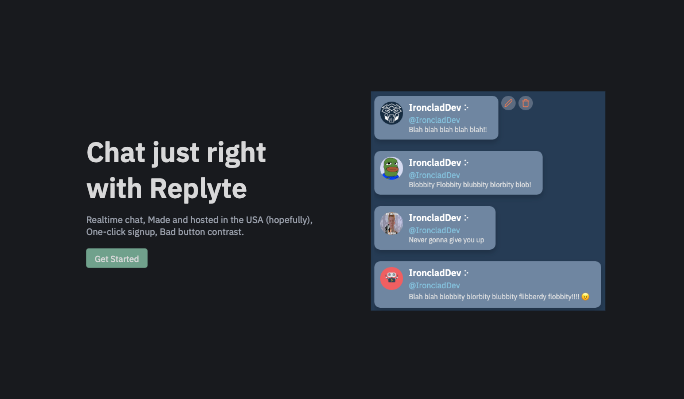 Chat just right
with Replyte
Realtime chat, Made and hosted in the USA (hopefully),
One-click signup, Bad button contrast.
Get Started
IroncladDev
@IroncladDev
Blah blah blah blah blah!!
IroncladDev
@IroncladDev
Blobbity Flobbity blubbity blorbity blob!
IroncladDev
@IroncladDev
Never gonna give you up
IroncladDev
@IroncladDev
Blah blah blobbity blorbity blubbity flibberdy flobbity!!!! 😠